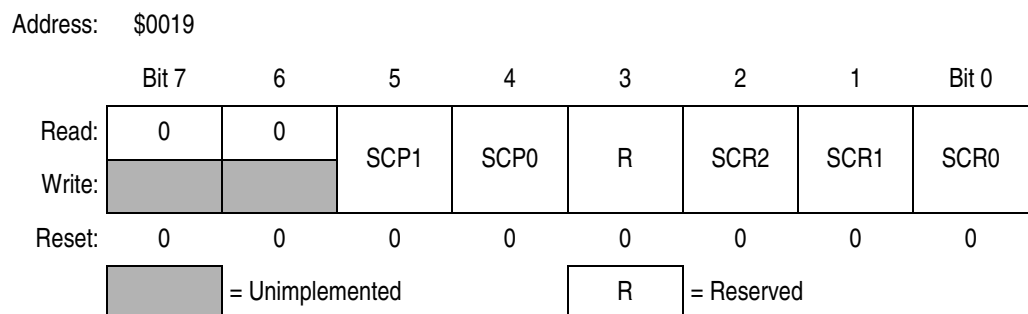 Address: $0019
Bit 7 6 5 4 3 2 1 Bit 0
Read: 0 0 SCP1 SCP0 R SCR2 SCR1 SCR0
Write:
Reset: 0 0 0 0 0 0 0 0
= Unimplemented R = Reserved